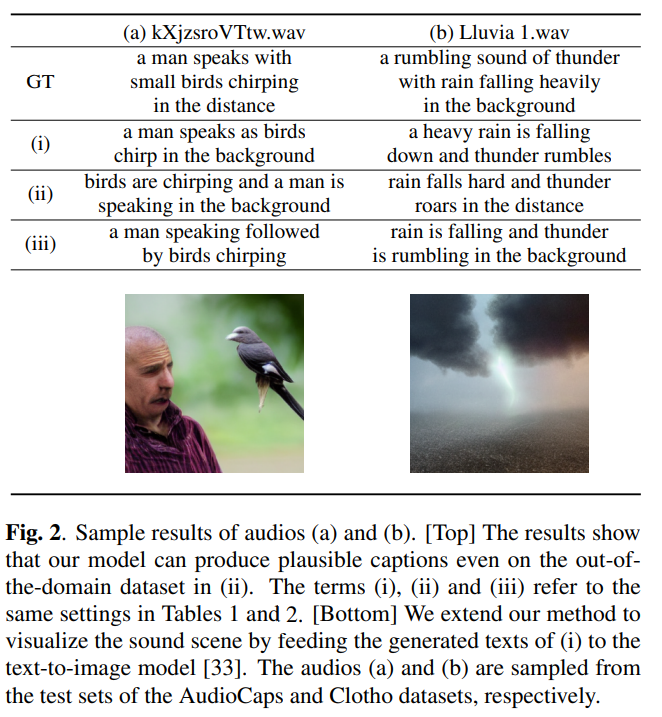 (a) kXjzsroVTtw.wav (b) Lluvia 1.wav
GT
a man speaks with
small birds chirping
in the distance
a rumbling sound of thunder
with rain falling heavily
in the background
(i)
a man speaks as birds
chirp in the background
a heavy rain is falling
down and thunder rumbles
(ii)
birds are chirping and a man is
speaking in the background
rain falls hard and thunder
roars in the distance
(iii)
a man speaking followed
by birds chirping
rain is falling and thunder
is rumbling in the background
Fig. 2. Sample results of audios (a) and (b). [Top] The results show
that our model can produce plausible captions even on the out-of-
the-domain dataset in (ii). The terms (i), (ii) and (iii) refer to the
same settings in Tables 1 and 2. [Bottom] We extend our method to
visualize the sound scene by feeding the generated texts of (i) to the
text-to-image model [33]. The audios (a) and (b) are sampled from
the test sets of the AudioCaps and Clotho datasets, respectively.